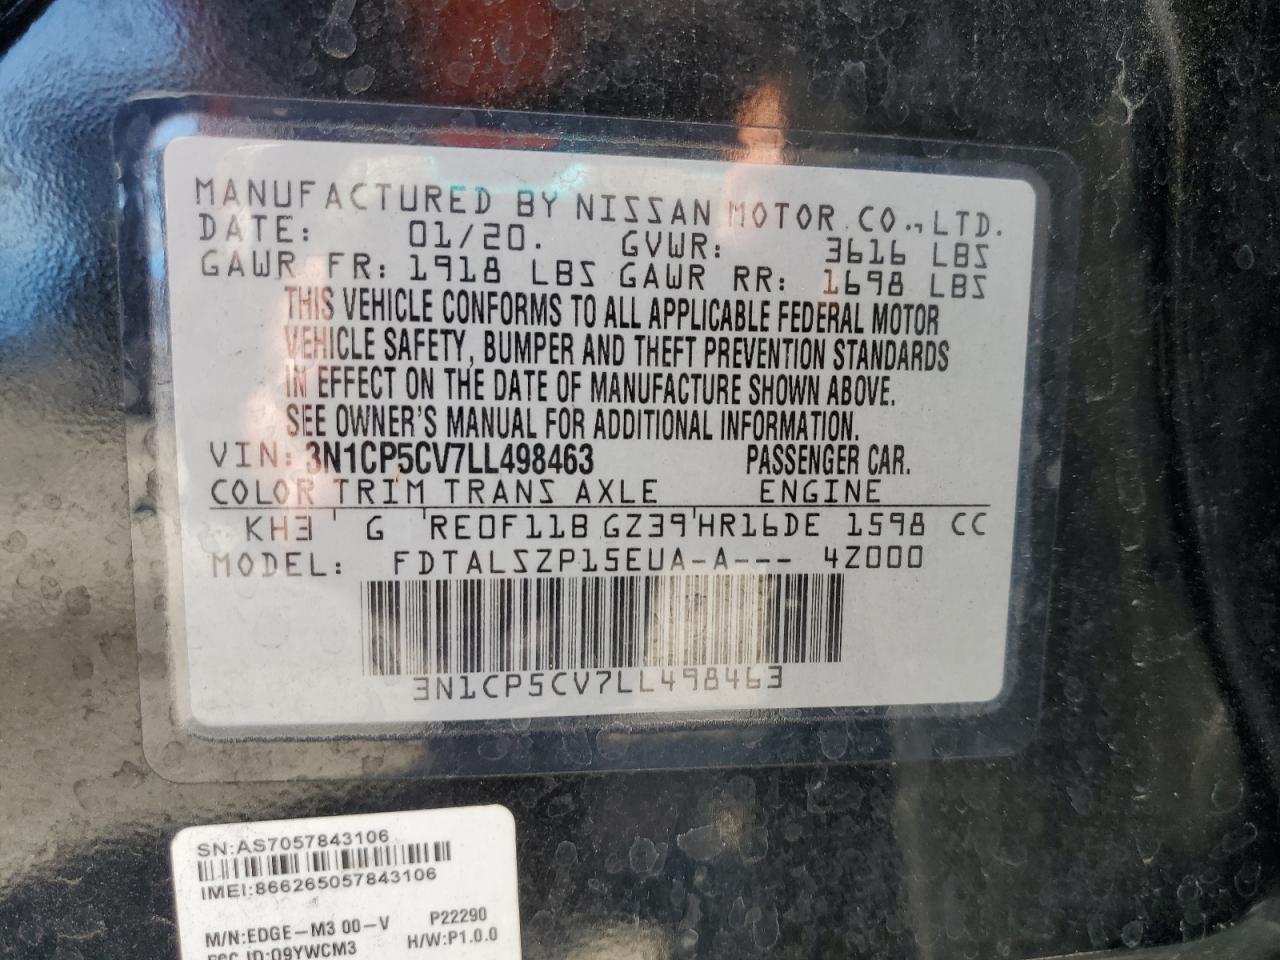 MANUFACTURED BY NISSAN MOTOR CO., LTD.
DATE: 01/20. GVWR: 3616 LBS
GAWR FR: 1918 LBS GAWR RR: 1698 LBS
THIS VEHICLE CONFORMS TO ALL APPLICABLE FEDERAL MOTOR
VEHICLE SAFETY, BUMPER AND THEFT PREVENTION STANDARDS
IN EFFECT ON THE DATE OF MANUFACTURE SHOWN ABOVE.
SEE OWNER'S MANUAL FOR ADDITIONAL INFORMATION.
VIN: 3N1CP5CV7LL498463 PASSENGER CAR.
COLOR TRIM TRANS AXLE ENGINE
KH3 G RE0F11B GZ39 HR16DE 1598 CC
MODEL: FDTALSZP15EUA-A--- 4Z000
3N1CP5CV7LL498463
SN:AS7057843106
IMEI:866265057843106
M/N:EDGE-M3 00-V P22290
FCC ID:09YWCM3 H/W:P1.0.0